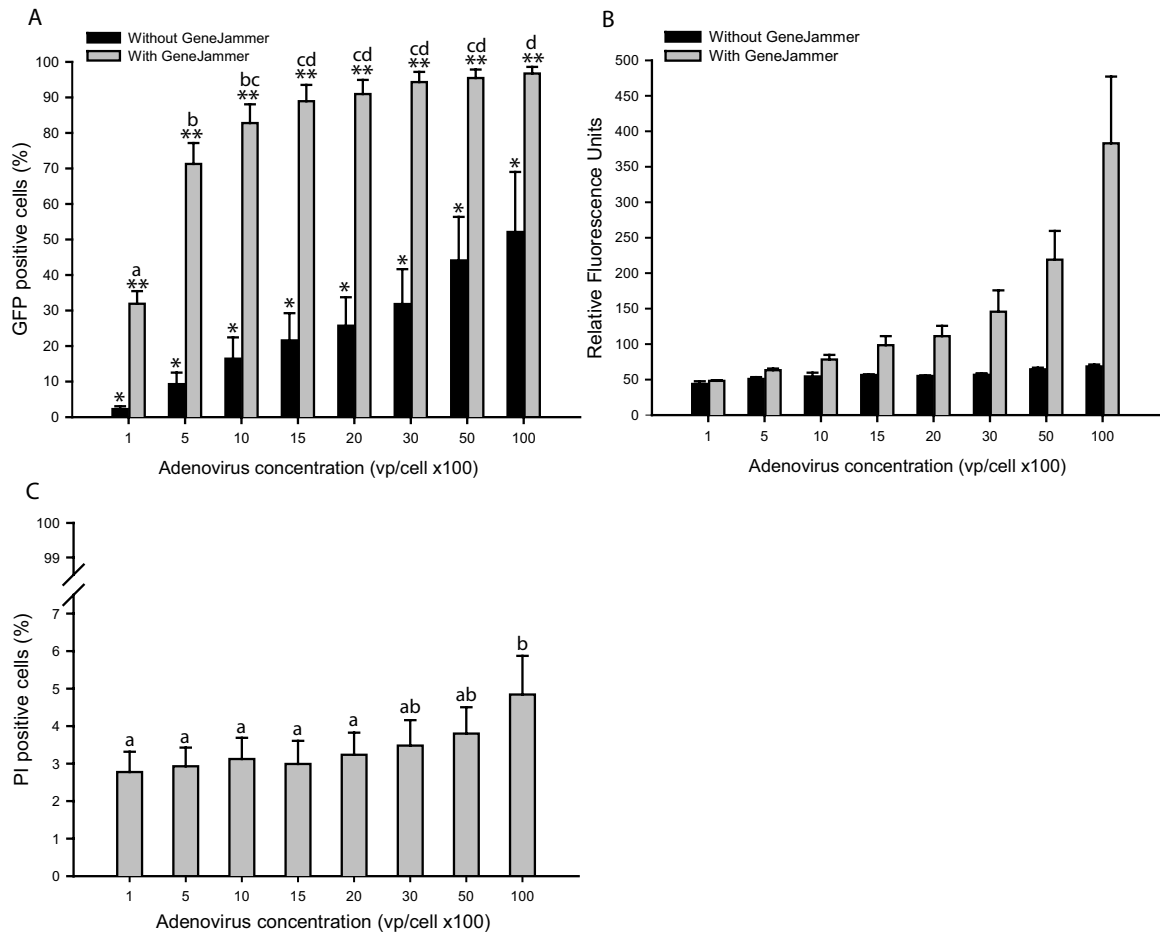 A
Without GeneJammer
With GeneJammer
GFP positive cells (%)
100
90
80
70
60
50
40
30
20
10
0
a
**
b
**
bc
**
cd
**
cd
**
cd
**
cd
**
d
**
*
*
*
*
*
*
*
*
1 5 10 15 20 30 50 100
Adenovirus concentration (vp/cell x100)
B
Without GeneJammer
With GeneJammer
Relative Fluorescence Units
500
450
400
350
300
250
200
150
100
50
0
1 5 10 15 20 30 50 100
Adenovirus concentration (vp/cell x100)
C
PI positive cells (%)
100
99
7
6
5
4
3
2
1
0
a a a a a ab ab b
1 5 10 15 20 30 50 100
Adenovirus concentration (vp/cell x100)